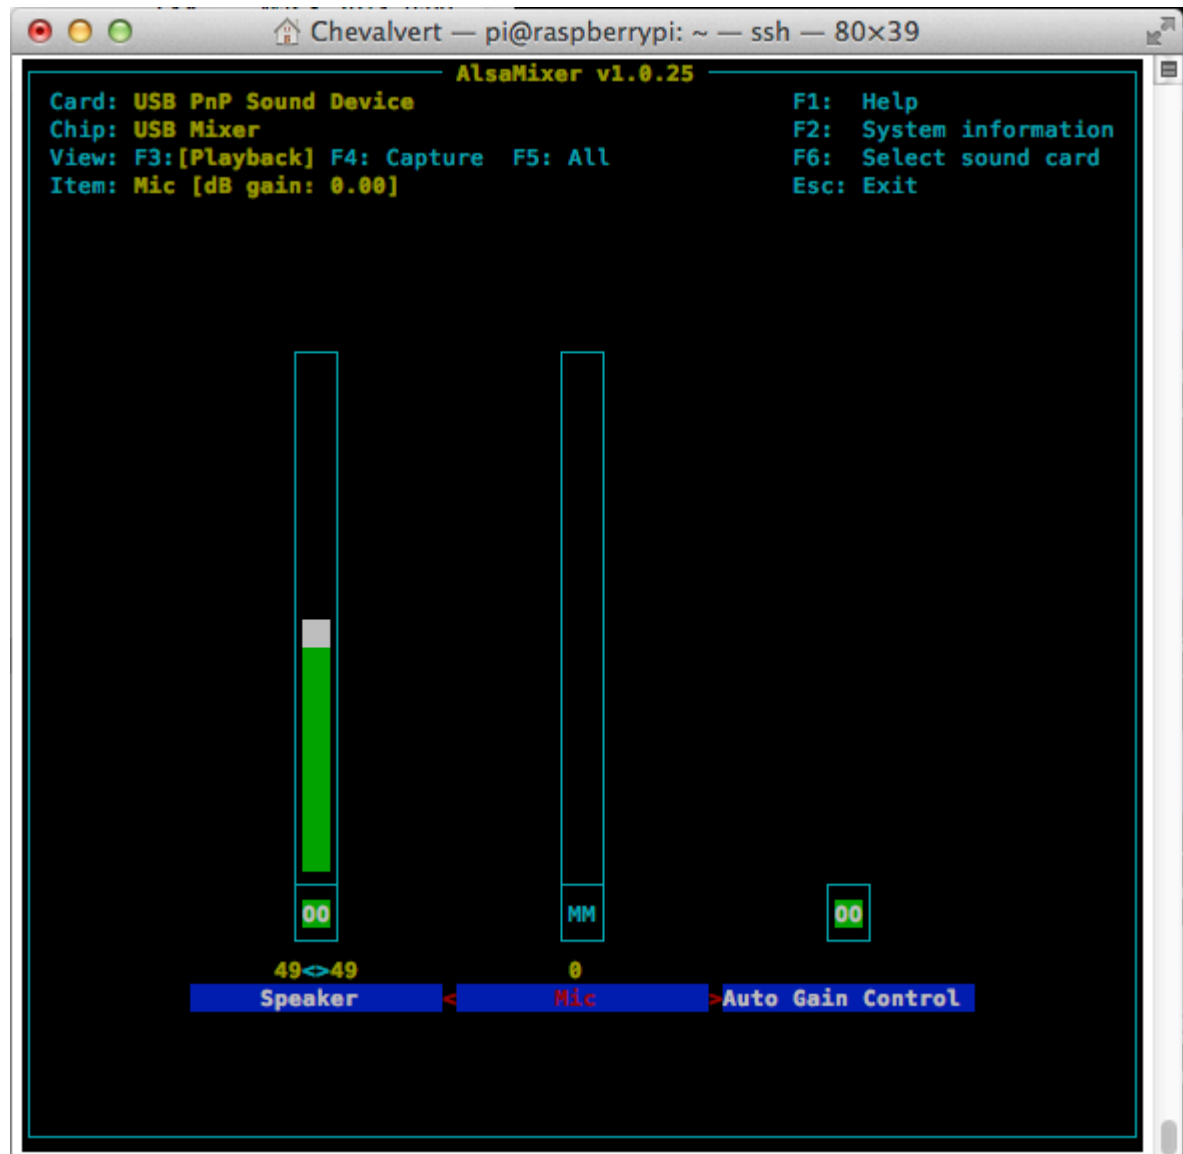 Chevalvert — pi@raspberrypi: ~ — ssh — 80×39
AlsaMixer v1.0.25
Card: USB PnP Sound Device F1: Help
Chip: USB Mixer F2: System information
View: F3:[Playback] F4: Capture F5: All F6: Select sound card
Item: Mic [dB gain: 0.00] Esc: Exit
OO MM OO
49<>49 0
Speaker < Mic >Auto Gain Control